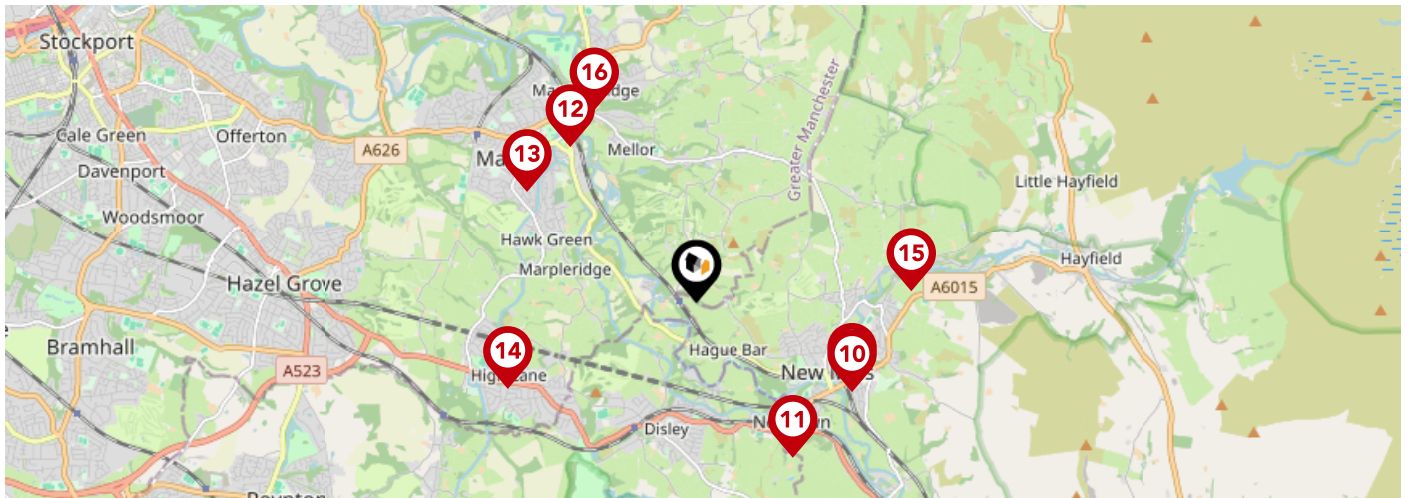 Stockport
16
12
Cale Green
Offerton
A626
13
Mellor
Davenport
Greater Manchester
Little Hayfield
Woodsmoor
Hawk Green
15
Hayfield
Marpleridge
Hazel Grove
A6015
Bramhall
14
Hague Bar
10
A523
11
Disley